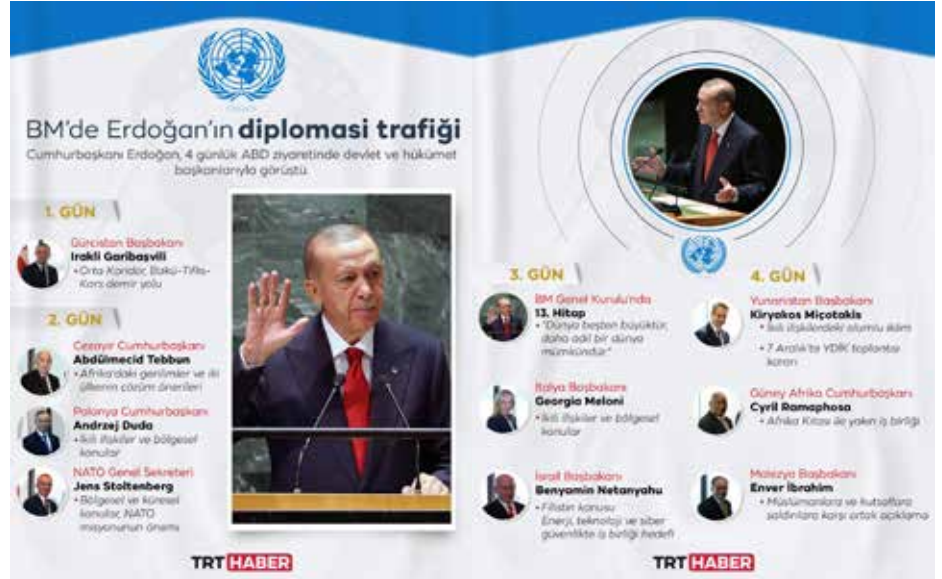 BM'de Erdoğan'ın diplomasi trafiği
Cumhurbaşkanı Erdoğan, 4 günlük ABD ziyaretinde devlet ve hükümet
başkanlarıyla görüştü.
1. GÜN
Gürcistan Başbakanı
Irakli Garibaşvili
• Orta Koridor, Bakü-Tiflis-
Kars demir yolu
2. GÜN
Cezayir Cumhurbaşkanı
Abdülmecid Tebbun
• Afrika'daki gerilimler ve iki
ülkenin çözüm önerileri
Polonya Cumhurbaşkanı
Andrzej Duda
• İkili ilişkiler ve bölgesel
konular
NATO Genel Sekreteri
Jens Stoltenberg
• Bölgesel ve küresel
konular, NATO
misyonunun önemi
TRT HABER
3. GÜN
BM Genel Kurulu'nda
13. Hitap
• "Dünya beşten büyüktür,
daha adil bir dünya
mümkündür"
İtalya Başbakanı
Georgia Meloni
• İkili ilişkiler ve bölgesel
konular
İsrail Başbakanı
Benyamin Netanyahu
• Filistin konusu
Enerji, teknoloji ve siber
güvenlikte iş birliği hedefi
4. GÜN
Yunanistan Başbakanı
Kiryakos Miçotakis
• İkili ilişkilerdeki olumlu iklim
• 7 Aralık'ta YDİK toplantısı
kararı
Güney Afrika Cumhurbaşkanı
Cyril Ramaphosa
• Afrika Kıtası ile yakın iş birliği
Malezya Başbakanı
Enver İbrahim
• Müslümanlara ve kutsallara
saldırılara karşı ortak açıklama
TRT HABER